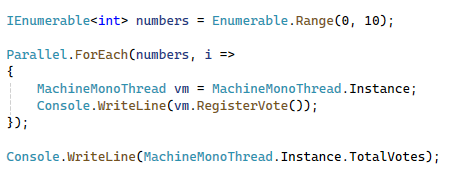 IEnumerable<int> numbers = Enumerable.Range(0, 10);
Parallel.ForEach(numbers, i =>
{
MachineMonoThread vm = MachineMonoThread.Instance;
Console.WriteLine(vm.RegisterVote());
});
Console.WriteLine(MachineMonoThread.Instance.TotalVotes);